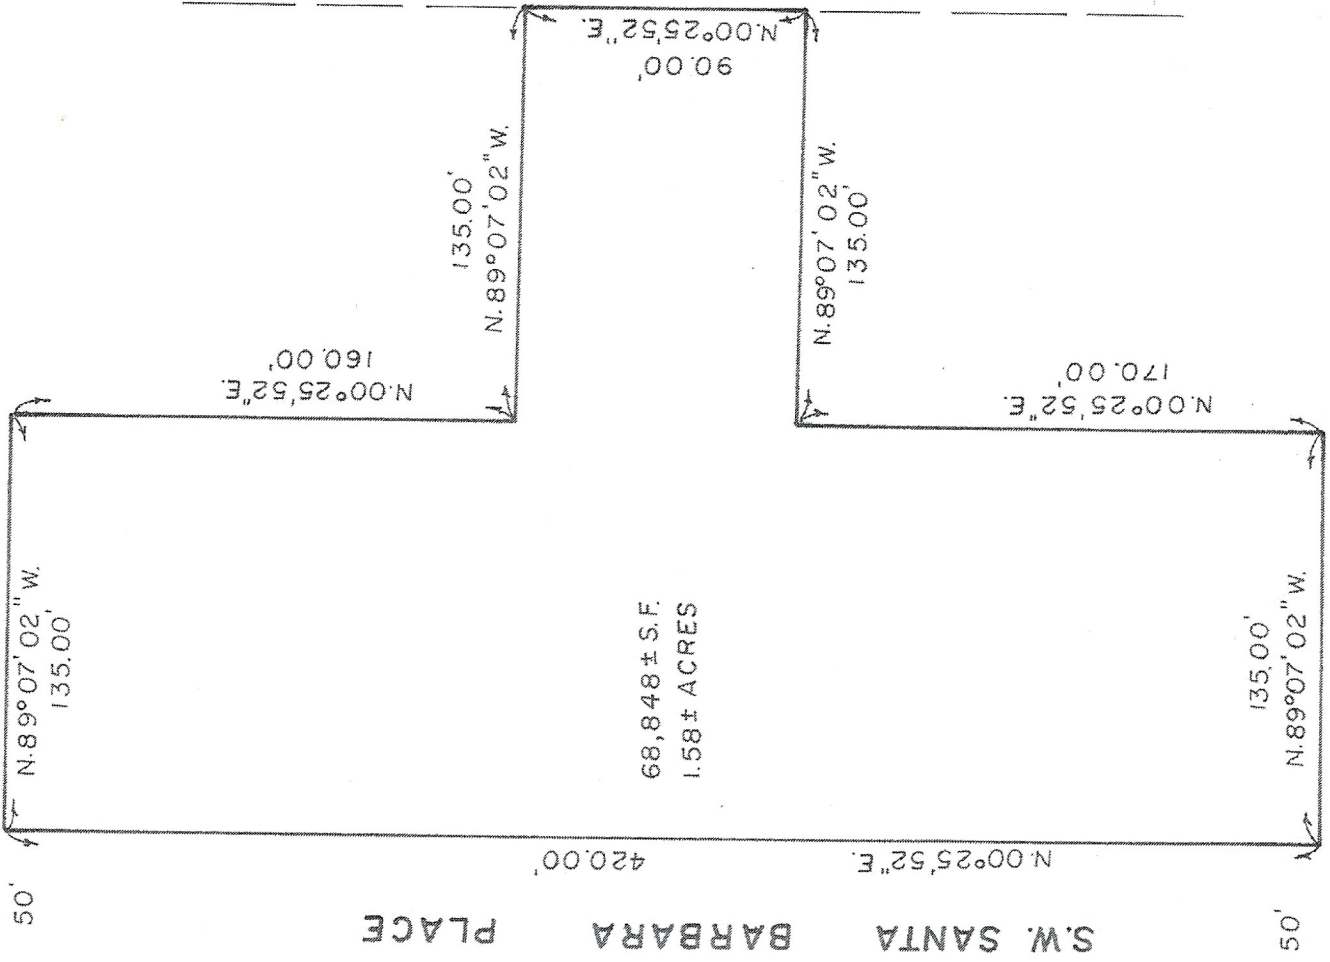 N.00°25'52"E.
90.00'
135.00'
N.89°07'02"W.
N.89°07'02"W.
135.00'
160.00'
N.00°25'52"E.
170.00'
N.00°25'52"E.
N.89°07'02"W.
135.00'
68,848± S.F.
1.58± ACRES
135.00'
N.89°07'02"W.
N.00°25'52"E.
420.00'
50'
S.W. SANTA BARBARA PLACE
50'